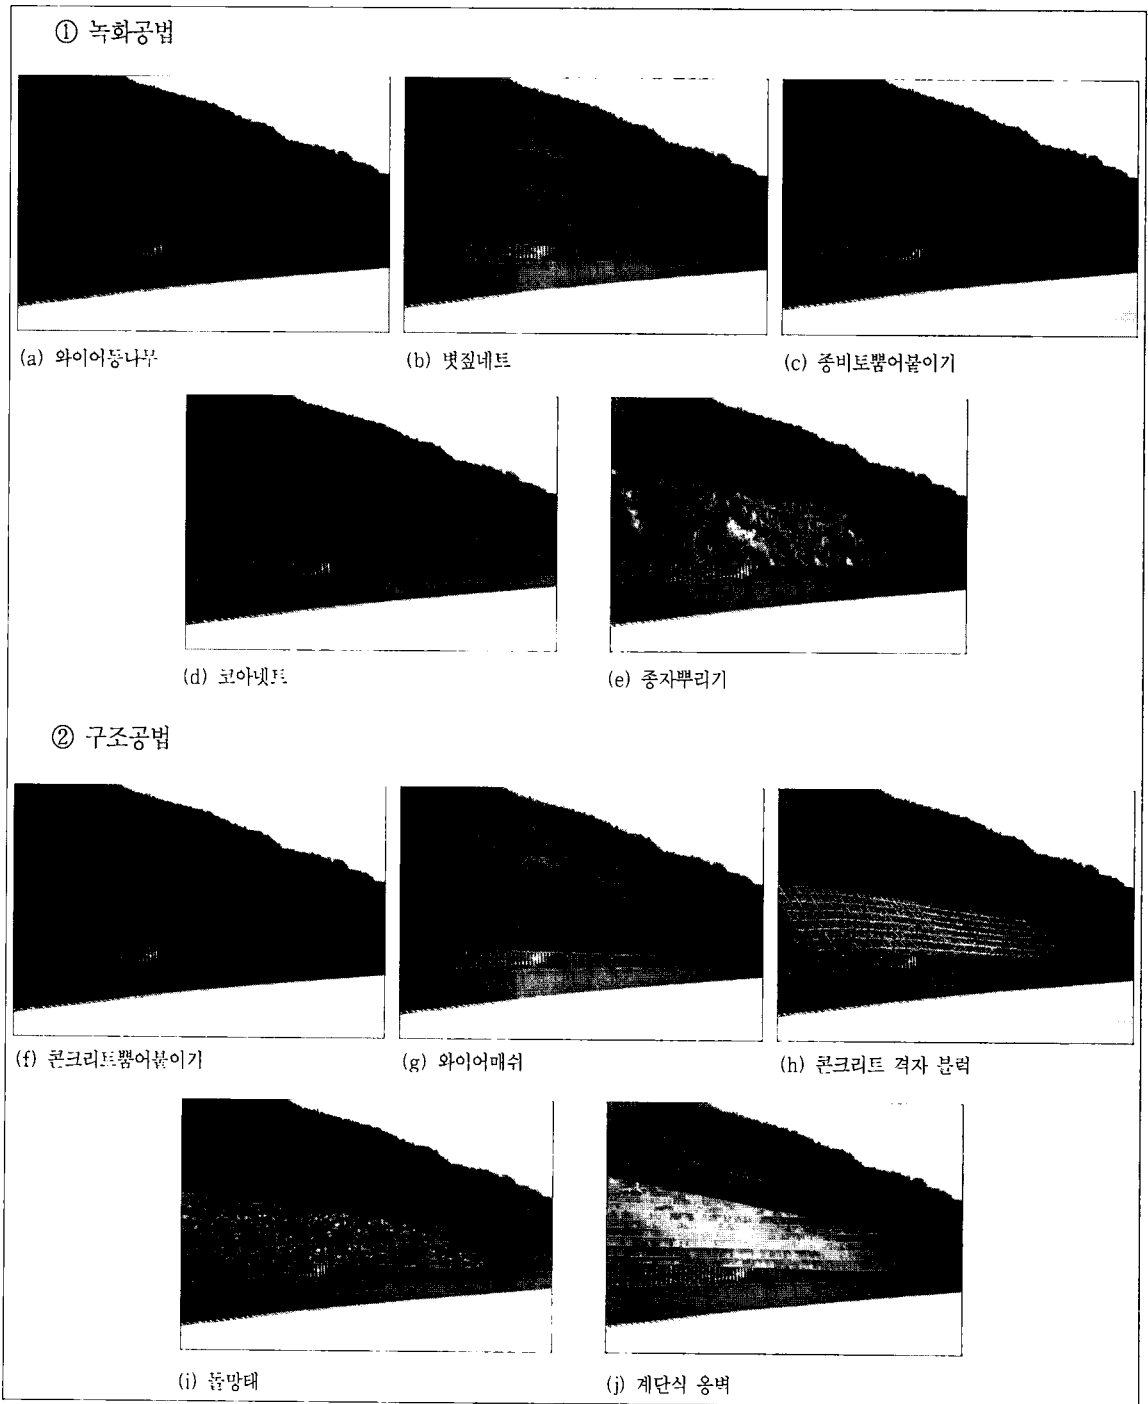 ① 녹화공법
(a) 와이어등나무
(b) 볏짚네트
(c) 종비토뿜어붙이기
(d) 코아넷트
(e) 종자뿌리기
② 구조공법
(f) 콘크리트뿜어붙이기
(g) 와이어매쉬
(h) 콘크리트 격자 블럭
(i) 돌망태
(j) 계단식 옹벽